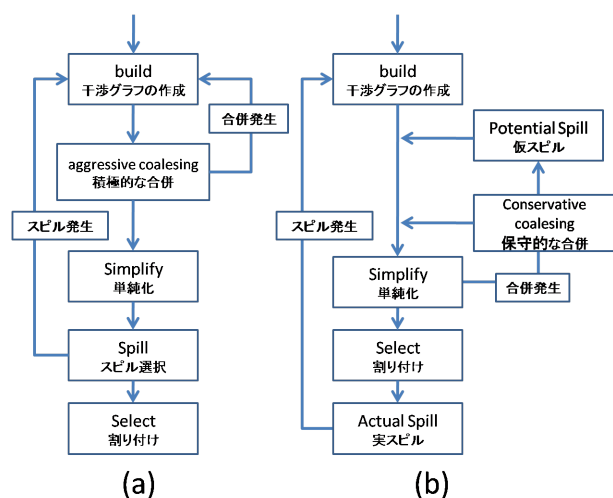 build
干渉グラフの作成
合併発生
aggressive coalesing
積極的な合併
スピル発生
Simplify
単純化
Spill
スピル選択
Select
割り付け
(a)
build
干渉グラフの作成
Potential Spill
仮スピル
Conservative
coalesing
保守的な合併
スピル発生
Simplify
単純化
合併発生
Select
割り付け
Actual Spill
実スピル
(b)